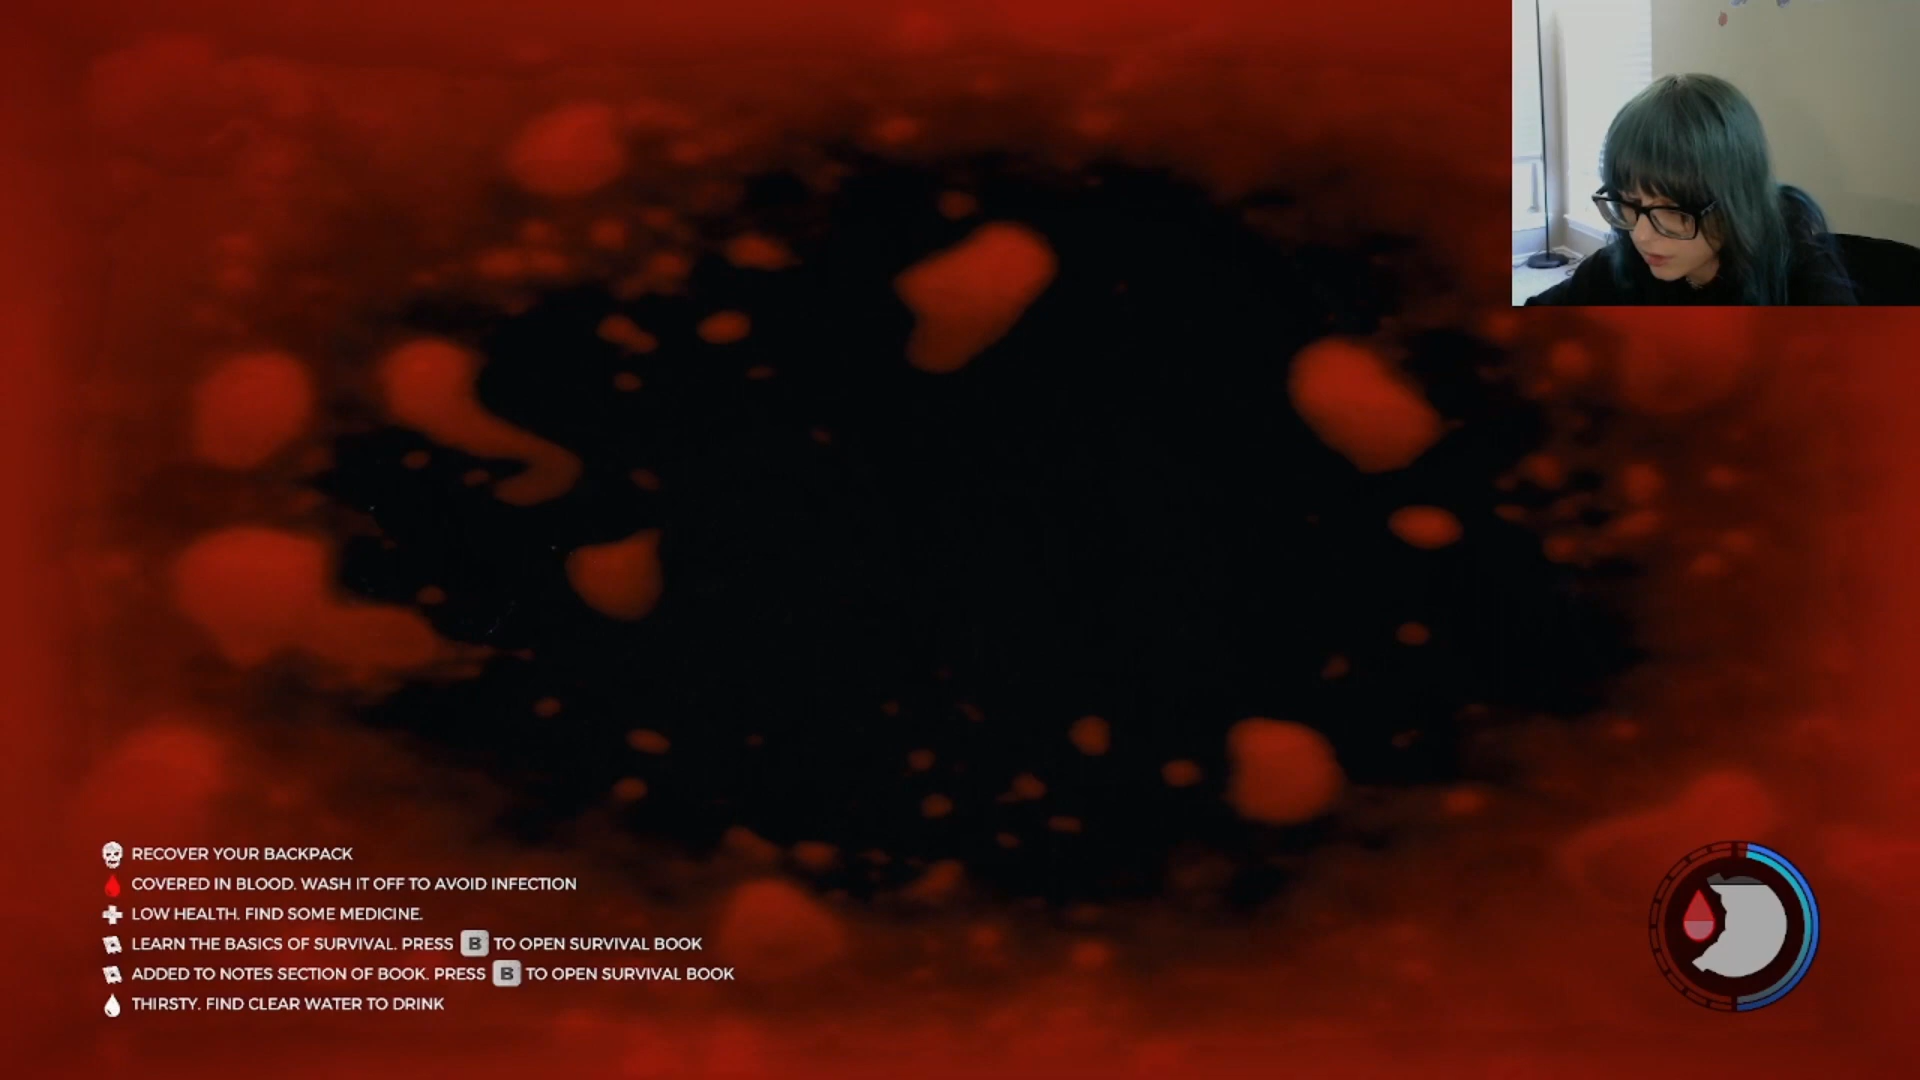 RECOVER YOUR BACKPACK
COVERED IN BLOOD. WASH IT OFF TO AVOID INFECTION
LOW HEALTH. FIND SOME MEDICINE.
LEARN THE BASICS OF SURVIVAL. PRESS B TO OPEN SURVIVAL BOOK
ADDED TO NOTES SECTION OF BOOK. PRESS B TO OPEN SURVIVAL BOOK
THIRSTY. FIND CLEAR WATER TO DRINK